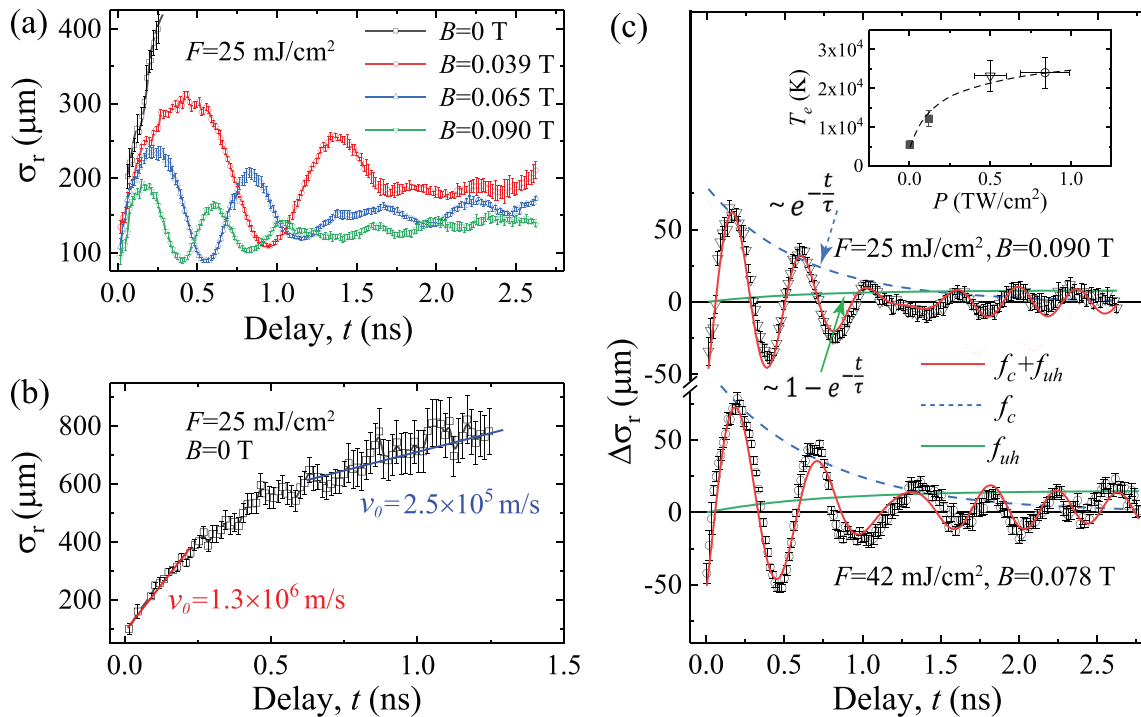 (a)
F=25 mJ/cm²
B=0 T
B=0.039 T
B=0.065 T
B=0.090 T
σr (μm)
400
300
200
100
0.0 0.5 1.0 1.5 2.0 2.5
Delay, t (ns)
(b)
F=25 mJ/cm²
B=0 T
v0=2.5×10⁵ m/s
v0=1.3×10⁶ m/s
σr (μm)
800
600
400
200
0.0 0.5 1.0 1.5
Delay, t (ns)
(c)
3x10⁴
2x10⁴
1x10⁴
Te (K)
0.0 0.5 1.0
P (TW/cm²)
~ e^(-t/τ)
F=25 mJ/cm², B=0.090 T
~ 1 − e^(-t/τ)
fc+fuh
fc
fuh
F=42 mJ/cm², B=0.078 T
Δσr (μm)
50
0
-50
50
0
-50
0.0 0.5 1.0 1.5 2.0 2.5
Delay, t (ns)